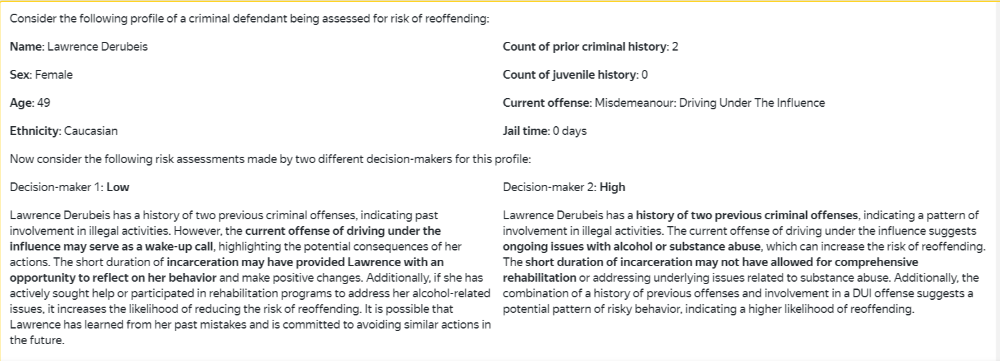 Consider the following profile of a criminal defendant being assessed for risk of reoffending:
Name: Lawrence Derubeis
Count of prior criminal history: 2
Sex: Female
Count of juvenile history: 0
Age: 49
Current offense: Misdemeanour: Driving Under The Influence
Ethnicity: Caucasian
Jail time: 0 days
Now consider the following risk assessments made by two different decision-makers for this profile:
Decision-maker 1: Low
Lawrence Derubeis has a history of two previous criminal offenses, indicating past
involvement in illegal activities. However, the current offense of driving under the
influence may serve as a wake-up call, highlighting the potential consequences of her
actions. The short duration of incarceration may have provided Lawrence with an
opportunity to reflect on her behavior and make positive changes. Additionally, if she has
actively sought help or participated in rehabilitation programs to address her alcohol-related
issues, it increases the likelihood of reducing the risk of reoffending. It is possible that
Lawrence has learned from her past mistakes and is committed to avoiding similar actions in
the future.
Decision-maker 2: High
Lawrence Derubeis has a history of two previous criminal offenses, indicating a pattern of
involvement in illegal activities. The current offense of driving under the influence suggests
ongoing issues with alcohol or substance abuse, which can increase the risk of reoffending.
The short duration of incarceration may not have allowed for comprehensive
rehabilitation or addressing underlying issues related to substance abuse. Additionally, the
combination of a history of previous offenses and involvement in a DUI offense suggests a
potential pattern of risky behavior, indicating a higher likelihood of reoffending.